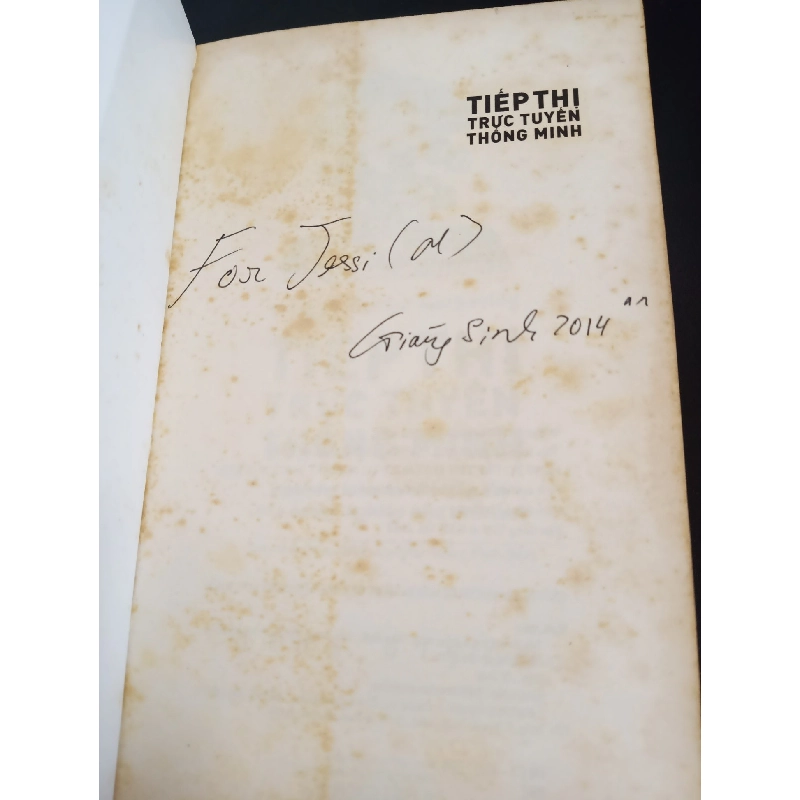 TIẾP THỊ
TRỰC TUYẾN
THÔNG MINH
For Jessi (M)
Giáng Sinh 2014 ^^